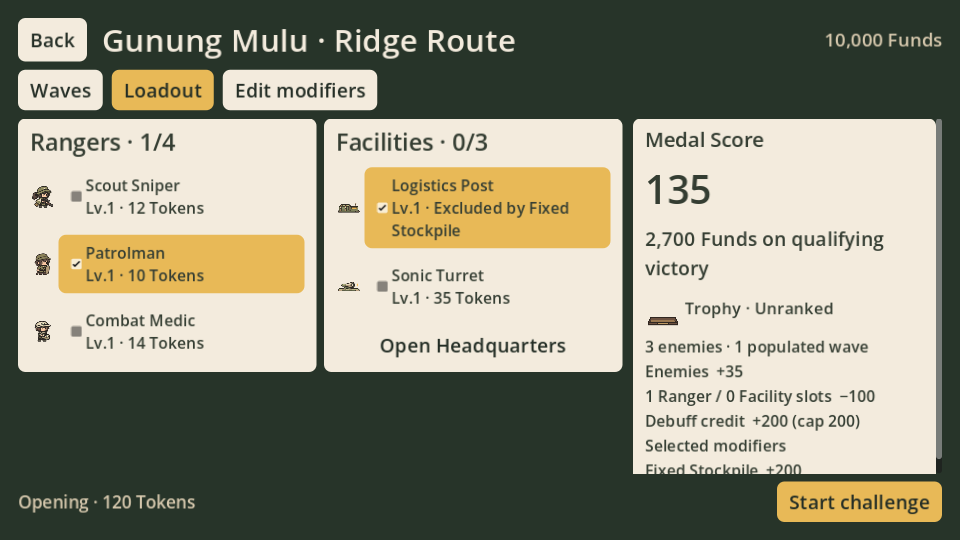 Back
Gunung Mulu · Ridge Route
10,000 Funds
Waves
Loadout
Edit modifiers
Rangers · 1/4
Scout Sniper
Lv.1 · 12 Tokens
Patrolman
Lv.1 · 10 Tokens
Combat Medic
Lv.1 · 14 Tokens
Facilities · 0/3
Logistics Post
Lv.1 · Excluded by Fixed
Stockpile
Sonic Turret
Lv.1 · 35 Tokens
Open Headquarters
Medal Score
135
2,700 Funds on qualifying
victory
Trophy · Unranked
3 enemies · 1 populated wave
Enemies +35
1 Ranger / 0 Facility slots −100
Debuff credit +200 (cap 200)
Selected modifiers
Fixed Stockpile +200
Opening · 120 Tokens
Start challenge